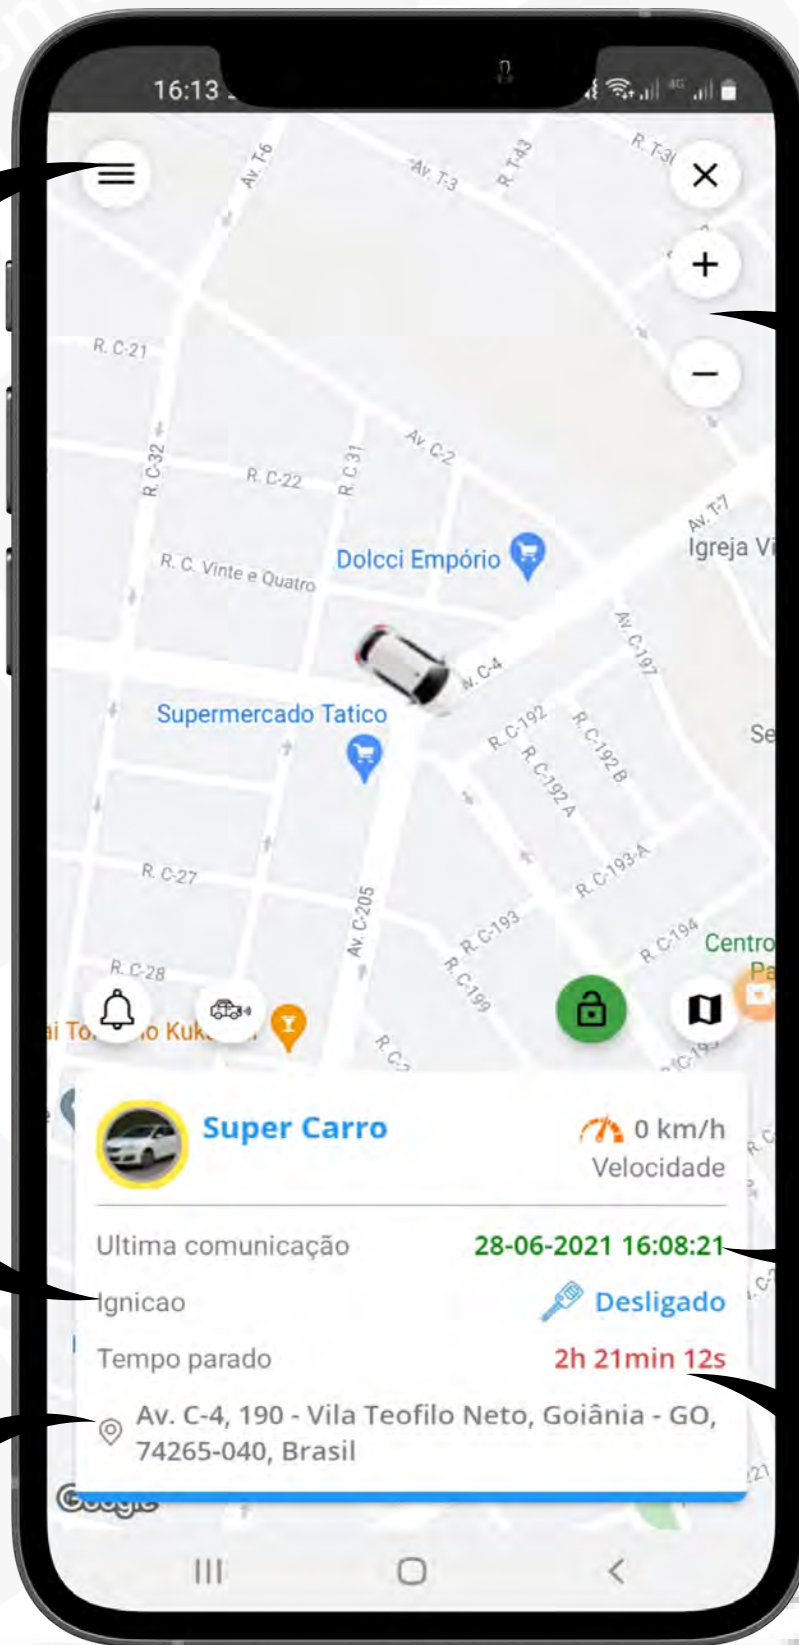 16:13
4G
Av. T-6
Av. T-3
R. T-43
R. T-30
R. C-21
R. C-32
R. C-22
R. C 31
Av. C-2
Av. T-7
Igreja Vi
Dolcci Empório
R. C. Vinte e Quatro
Av. C-197
Av. C-4
Supermercado Tatico
R. C-192
R. C-192 B
R. C-192 A
Se
R. C-27
R. C-193-A
Av. C-205
R. C-193
R. C-194
Centro
Pa
R. C-28
R. C-199
Super Carro
0 km/h
Velocidade
Ultima comunicação
28-06-2021 16:08:21
Ignicao
Desligado
Tempo parado
2h 21min 12s
Av. C-4, 190 - Vila Teofilo Neto, Goiânia - GO,
74265-040, Brasil
Google